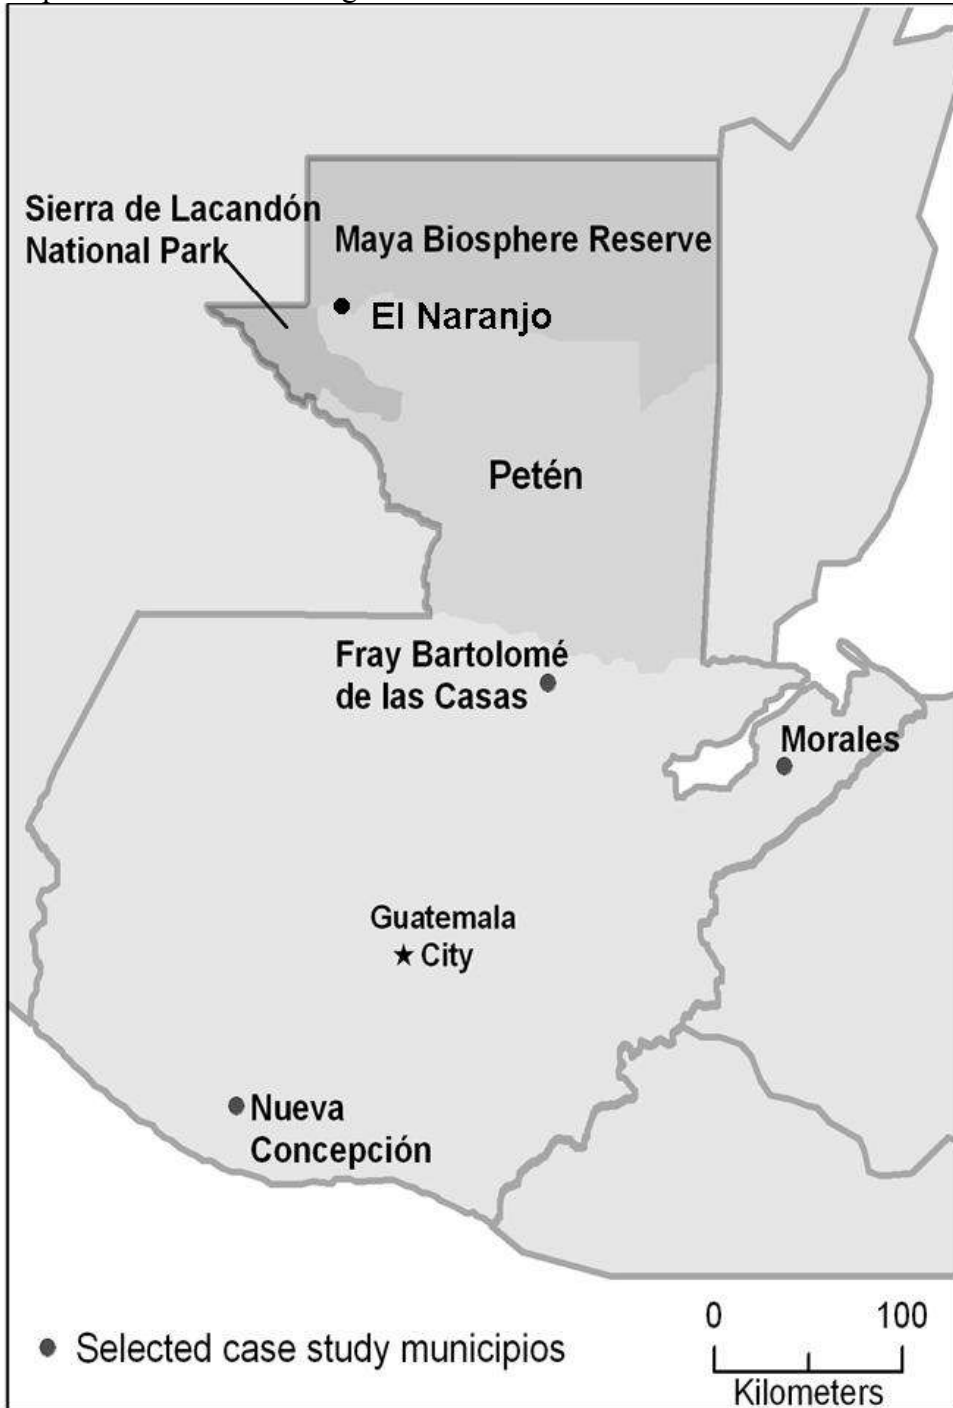 Sierra de Lacandón
National Park
Maya Biosphere Reserve
El Naranjo
Petén
Fray Bartolomé
de las Casas
Morales
Guatemala
City
Nueva
Concepción
0 100
Selected case study municipios
Kilometers